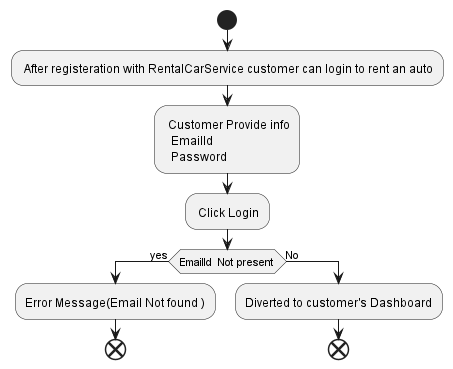 After registeration with RentalCarService customer can login to rent an auto
Customer Provide info
EmailId
Password
Click Login
yes
EmailId Not present
No
Error Message(Email Not found )
Diverted to customer's Dashboard